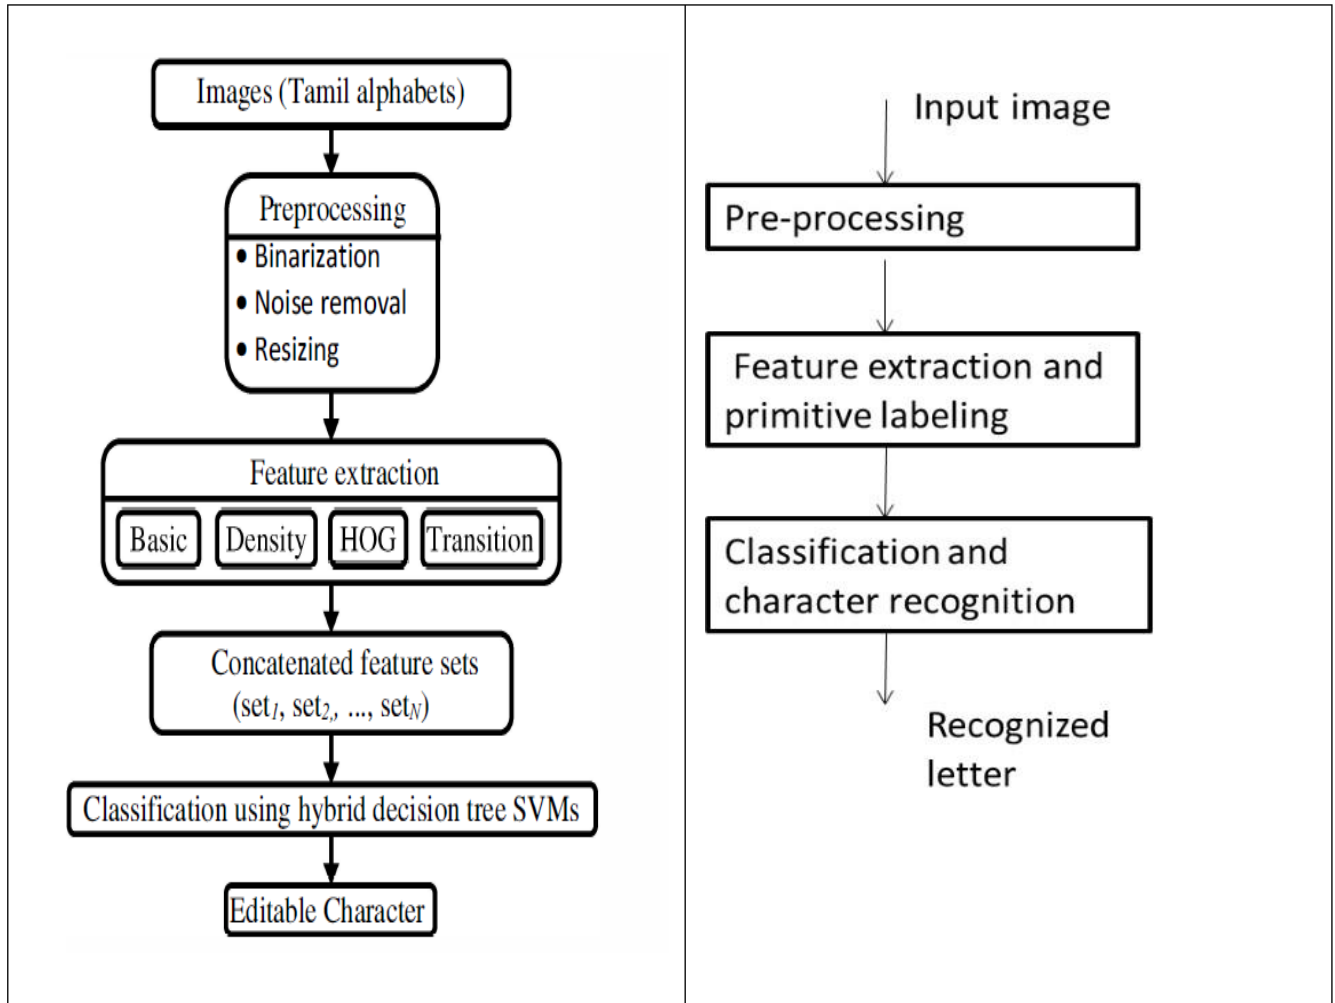 Images (Tamil alphabets)
Preprocessing
• Binarization
• Noise removal
• Resizing
Feature extraction
Basic Density HOG Transition
Concatenated feature sets
(set1, set2,, ..., setN)
Classification using hybrid decision tree SVMs
Editable Character
Input image
Pre-processing
Feature extraction and
primitive labeling
Classification and
character recognition
Recognized
letter